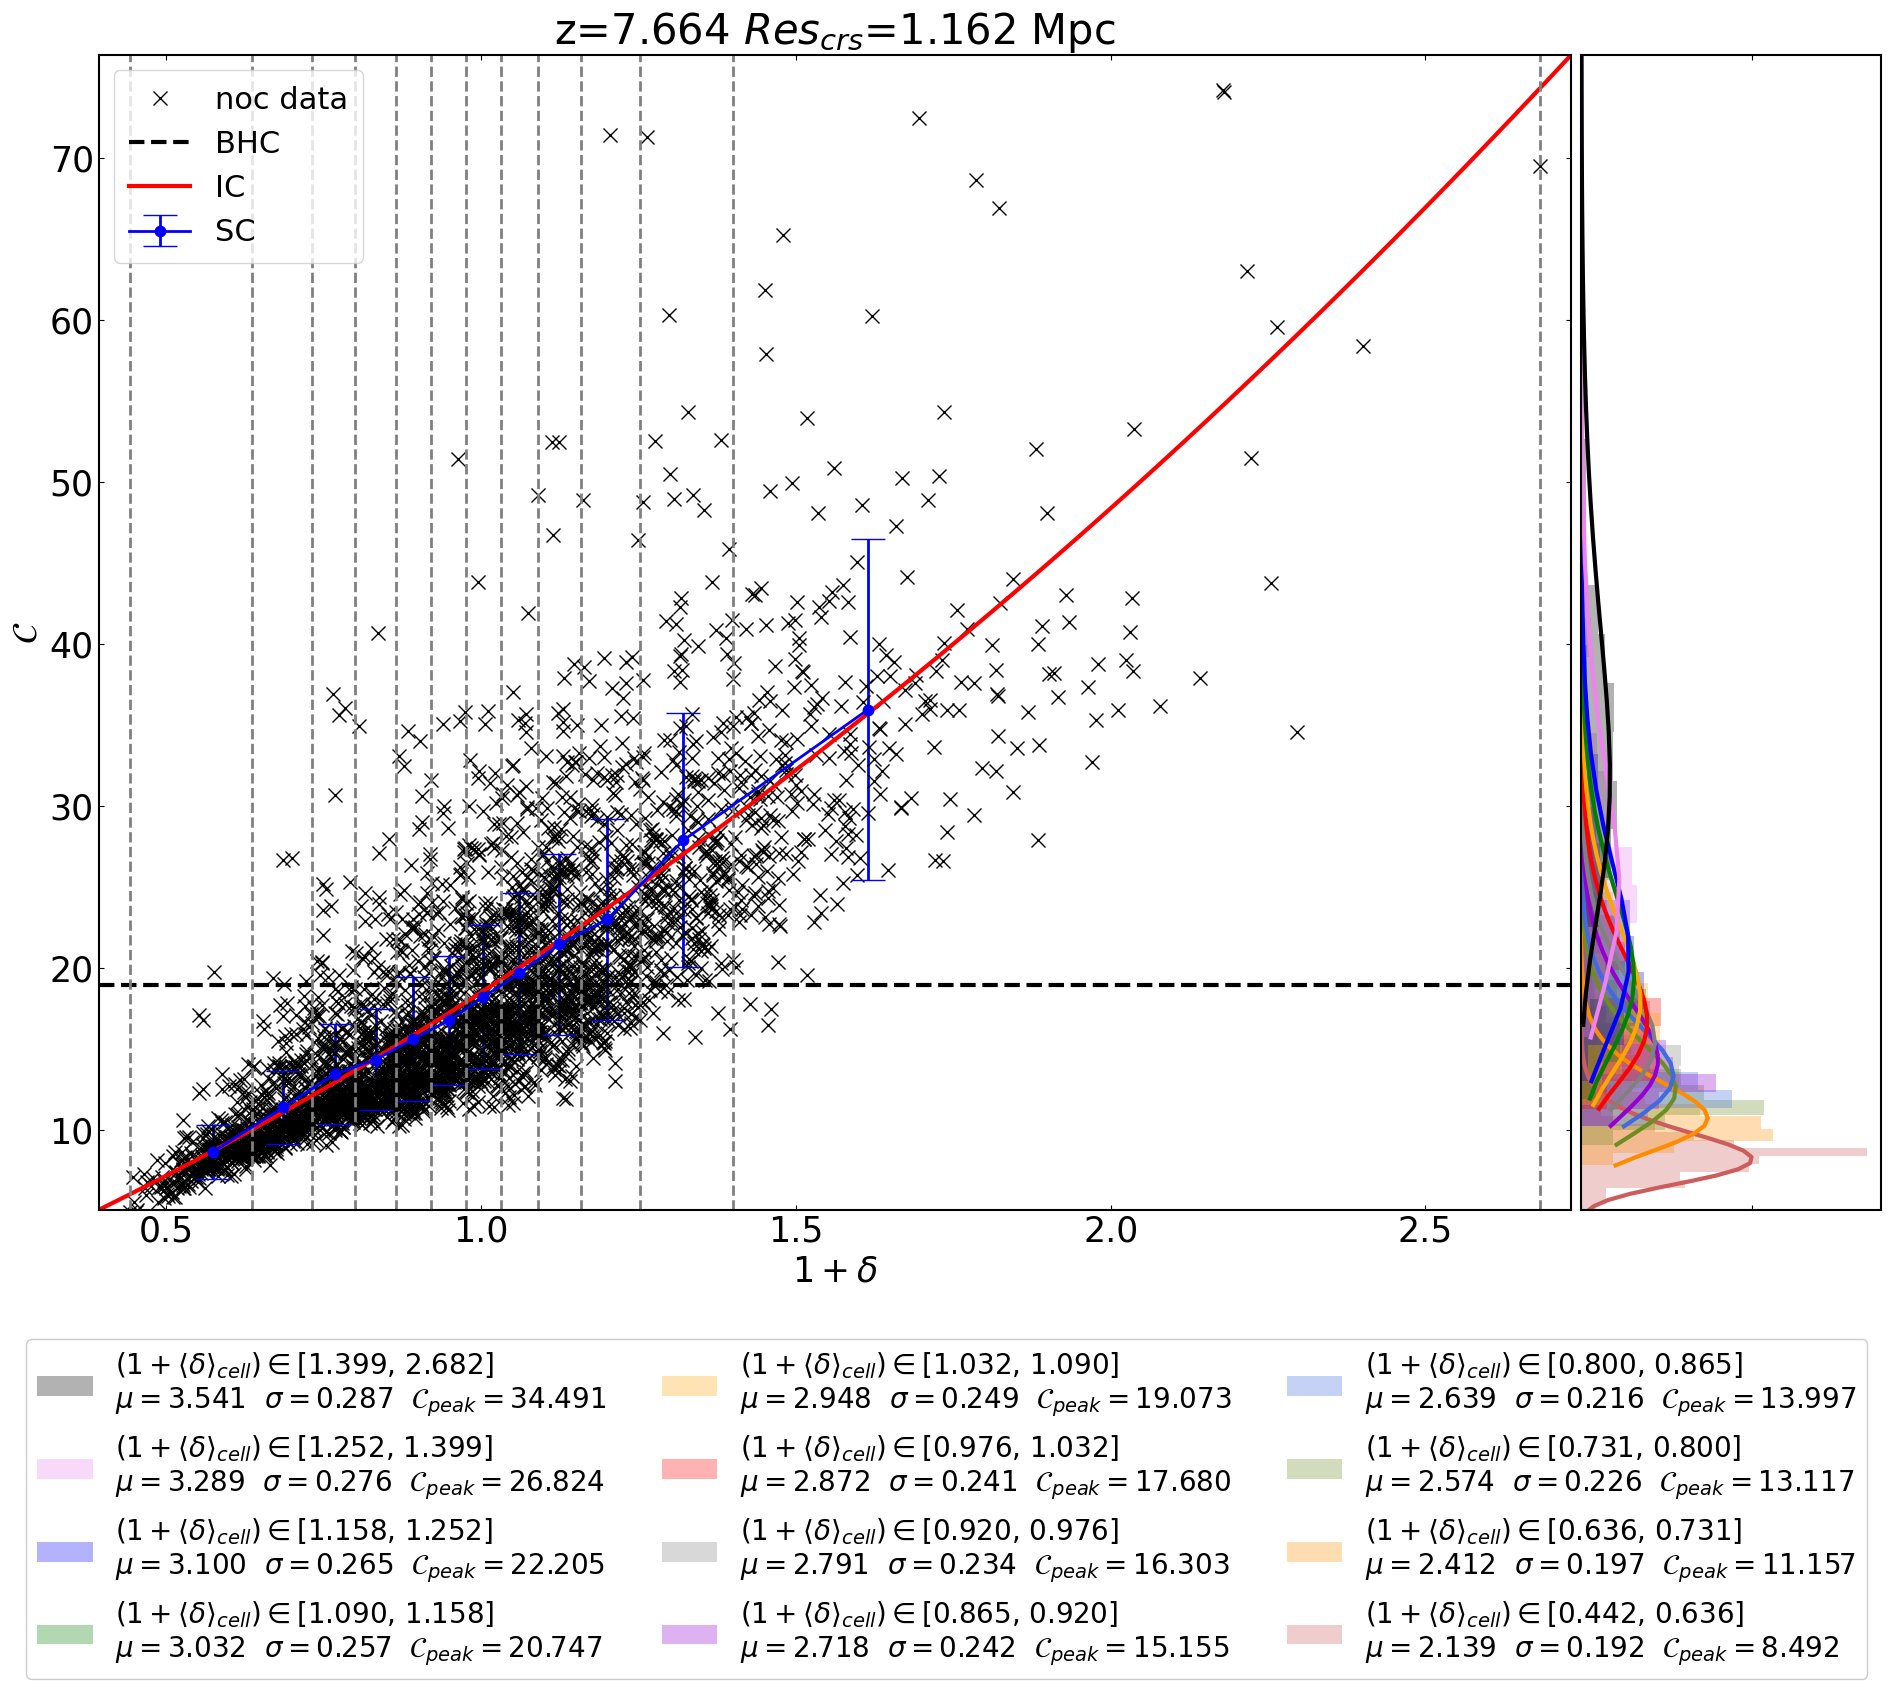 z=7.664 Res_crs=1.162 Mpc
noc data
BHC
IC
SC
70
60
50
40
30
20
10
𝒞
0.5 1.0 1.5 2.0 2.5
1 + δ
(1 + ⟨δ⟩_cell) ∈ [1.399, 2.682]
μ = 3.541 σ = 0.287 𝒞_peak = 34.491
(1 + ⟨δ⟩_cell) ∈ [1.252, 1.399]
μ = 3.289 σ = 0.276 𝒞_peak = 26.824
(1 + ⟨δ⟩_cell) ∈ [1.158, 1.252]
μ = 3.100 σ = 0.265 𝒞_peak = 22.205
(1 + ⟨δ⟩_cell) ∈ [1.090, 1.158]
μ = 3.032 σ = 0.257 𝒞_peak = 20.747
(1 + ⟨δ⟩_cell) ∈ [1.032, 1.090]
μ = 2.948 σ = 0.249 𝒞_peak = 19.073
(1 + ⟨δ⟩_cell) ∈ [0.976, 1.032]
μ = 2.872 σ = 0.241 𝒞_peak = 17.680
(1 + ⟨δ⟩_cell) ∈ [0.920, 0.976]
μ = 2.791 σ = 0.234 𝒞_peak = 16.303
(1 + ⟨δ⟩_cell) ∈ [0.865, 0.920]
μ = 2.718 σ = 0.242 𝒞_peak = 15.155
(1 + ⟨δ⟩_cell) ∈ [0.800, 0.865]
μ = 2.639 σ = 0.216 𝒞_peak = 13.997
(1 + ⟨δ⟩_cell) ∈ [0.731, 0.800]
μ = 2.574 σ = 0.226 𝒞_peak = 13.117
(1 + ⟨δ⟩_cell) ∈ [0.636, 0.731]
μ = 2.412 σ = 0.197 𝒞_peak = 11.157
(1 + ⟨δ⟩_cell) ∈ [0.442, 0.636]
μ = 2.139 σ = 0.192 𝒞_peak = 8.492